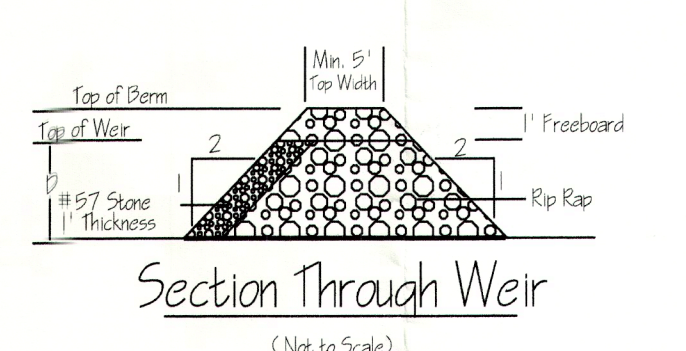 Min. 5'
Top Width
Top of Berm
Top of Weir
1' Freeboard
2
2
1
1
D
#57 Stone
1' Thickness
Rip Rap
Section Through Weir
(Not to Scale)